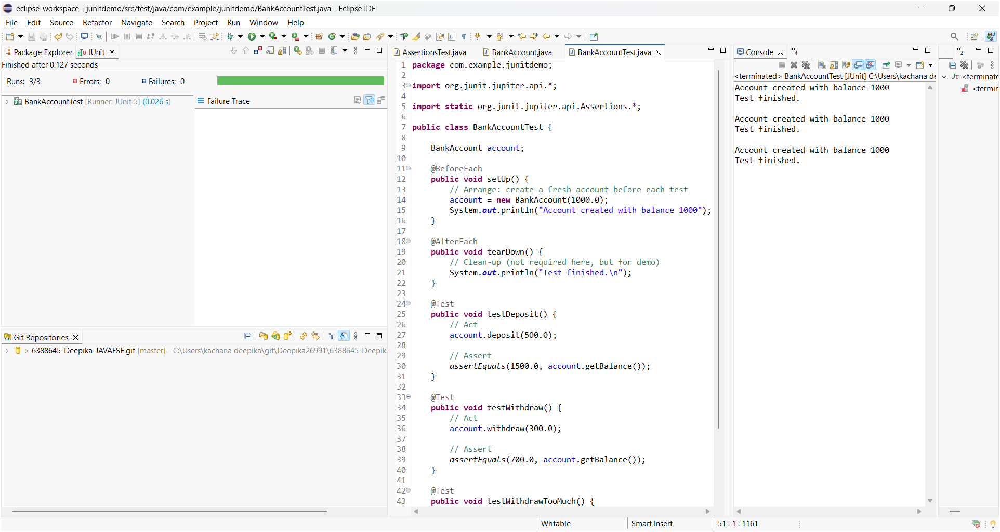 eclipse-workspace - junitdemo/src/test/java/com/example/junitdemo/BankAccountTest.java - Eclipse IDE
File Edit Source Refactor Navigate Search Project Run Window Help
Package Explorer
JUnit
Finished after 0.127 seconds
Runs: 3/3
Errors: 0
Failures: 0
BankAccountTest [Runner: JUnit 5] (0.026 s)
Failure Trace
Git Repositories
> 6388645-Deepika-JAVAFSE.git [master] - C:\Users\kachana deepika\git\Deepika26991\6388645-Deepika
AssertionsTest.java
BankAccount.java
BankAccountTest.java
1 package com.example.junitdemo;
2
3 import org.junit.jupiter.api.*;
4
5 import static org.junit.jupiter.api.Assertions.*;
6
7 public class BankAccountTest {
8
9     BankAccount account;
10
11     @BeforeEach
12     public void setUp() {
13         // Arrange: create a fresh account before each test
14         account = new BankAccount(1000.0);
15         System.out.println("Account created with balance 1000");
16     }
17
18     @AfterEach
19     public void tearDown() {
20         // Clean-up (not required here, but for demo)
21         System.out.println("Test finished.\n");
22     }
23
24     @Test
25     public void testDeposit() {
26         // Act
27         account.deposit(500.0);
28
29         // Assert
30         assertEquals(1500.0, account.getBalance());
31     }
32
33     @Test
34     public void testWithdraw() {
35         // Act
36         account.withdraw(300.0);
37
38         // Assert
39         assertEquals(700.0, account.getBalance());
40     }
41
42     @Test
43     public void testWithdrawTooMuch() {
Console
»4
<terminated> BankAccountTest [JUnit] C:\Users\kachana de
Account created with balance 1000
Test finished.

Account created with balance 1000
Test finished.

Account created with balance 1000
Test finished.
»2
<terminate
<termin
Writable
Smart Insert
51 : 1 : 1161